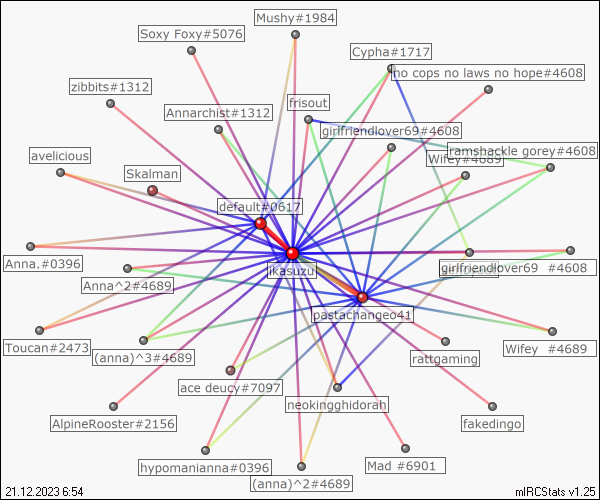 Mushy#1984
Soxy Foxy#5076
Cypha#1717
no cops no laws no hope#4608
zibbits#1312
frisout
Annarchist#1312
girlfriendlover69#4608
ramshackle gorey#4608
avelicious
Wifey#4689
Skalman
default#0617
Anna.#0396
ikasuzu
girlfriendlover69 #4608
Anna^2#4689
pastachangeo41
Toucan#2473
(anna)^3#4689
rattgaming
Wifey #4689
ace deucy#7097
neokingghidorah
AlpineRooster#2156
fakedingo
hypomanianna#0396
Mad #6901
(anna)^2#4689
21.12.2023 6:54
mIRCStats v1.25